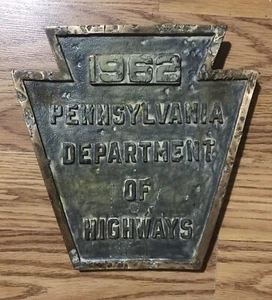 1962
PENNSYLVANIA
DEPARTMENT
OF
HIGHWAYS